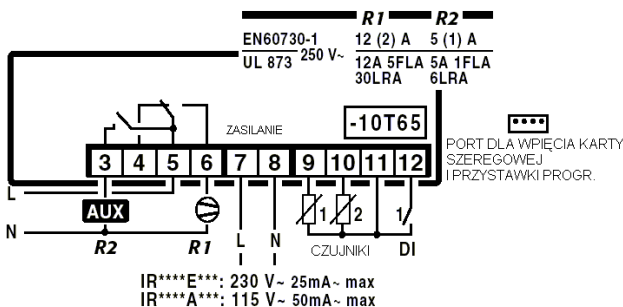 R1 R2
EN60730-1 250 V~ 12 (2) A 5 (1) A
UL 873 12A 5FLA 5A 1FLA
30LRA 6LRA
ZASILANIE
-10T65
PORT DLA WPIĘCIA KARTY
SZEREGOWEJ
I PRZYSTAWKI PROGR.
3 4 5 6 7 8 9 10 11 12
L
AUX
N
R2 R1
L N
1 2 1
CZUJNIKI DI
IR****E***: 230 V~ 25mA~ max
IR****A***: 115 V~ 50mA~ max